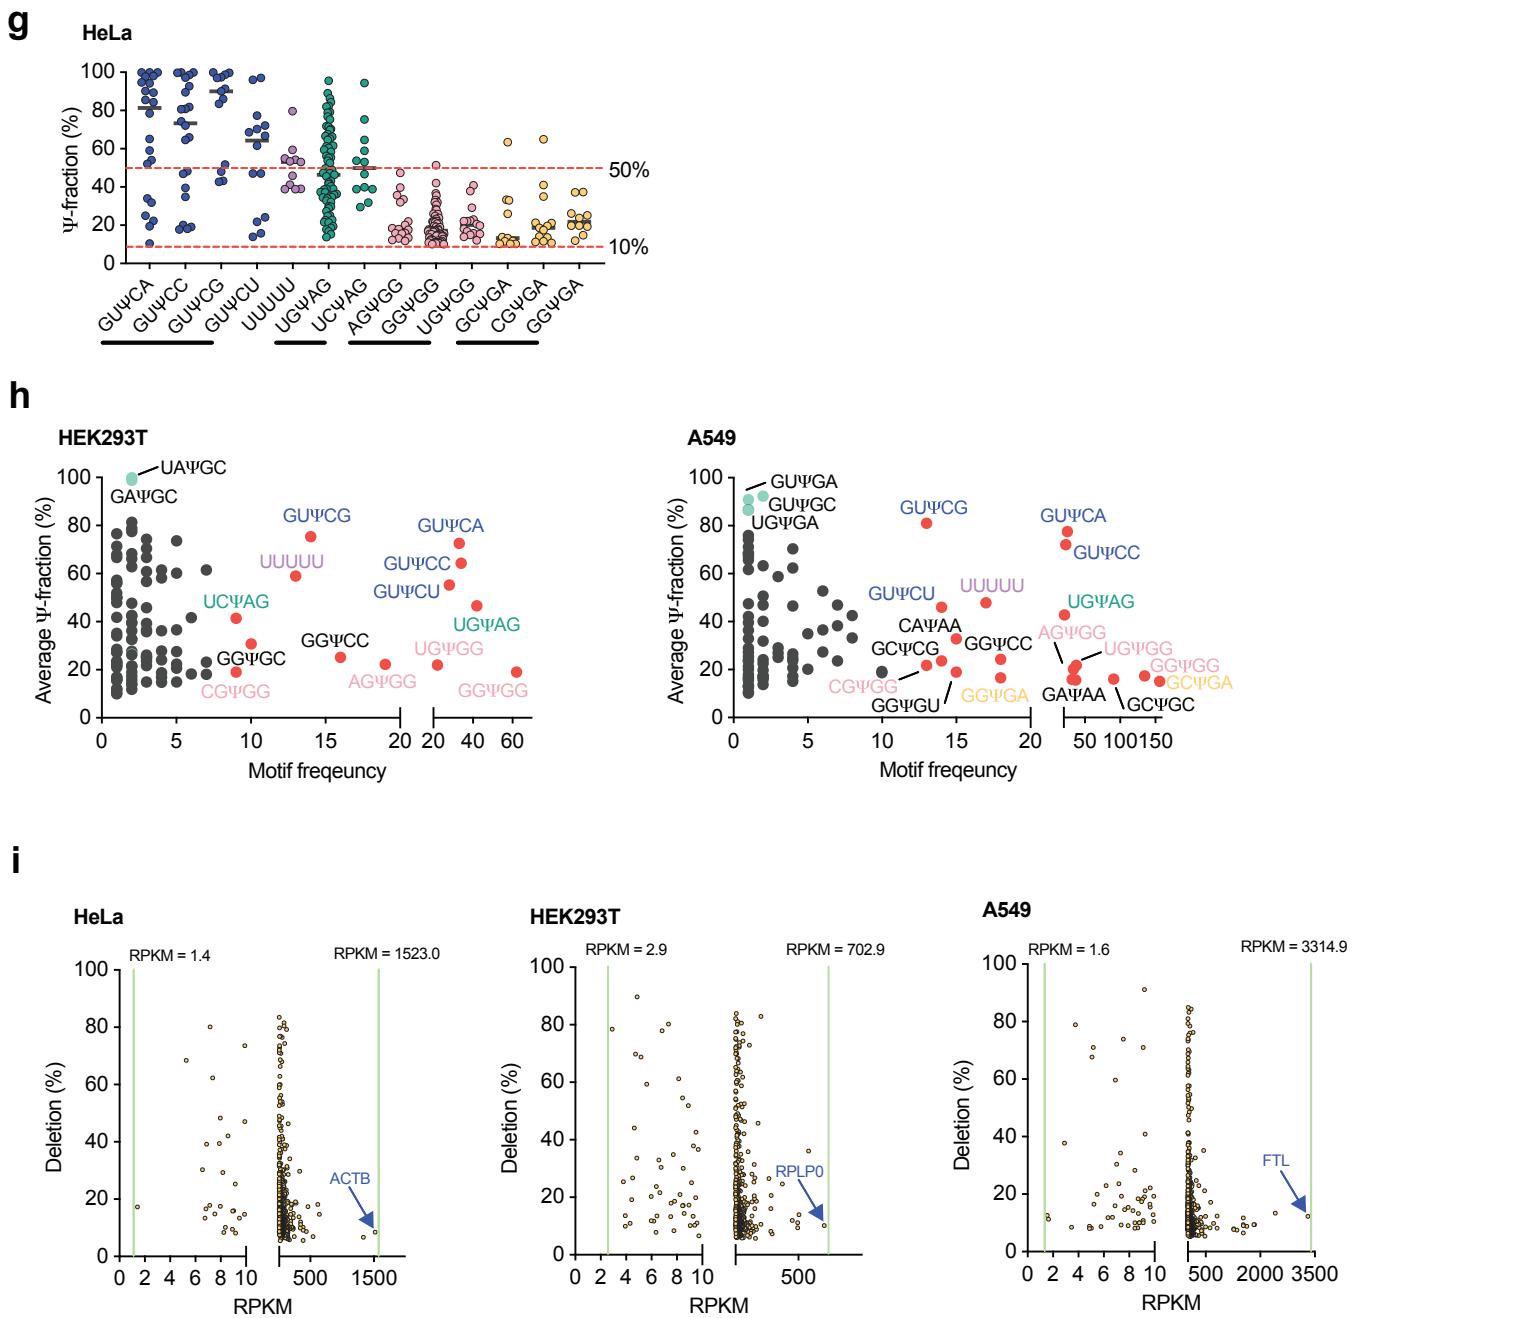 g
HeLa
Ψ-fraction (%)
100
80
60
40
20
0
50%
10%
GUΨCA
GUΨCC
GUΨCG
GUΨCU
UUUUU
UGΨAG
UCΨAG
AGΨGG
GGΨGG
UGΨGG
GCΨGA
CGΨGA
GGΨGA
h
HEK293T
Average Ψ-fraction (%)
100
80
60
40
20
0
UAΨGC
GAΨGC
GUΨCG
GUΨCA
UUUUU
GUΨCC
GUΨCU
UCΨAG
UGΨAG
GGΨCC
UGΨGG
GGΨGC
CGΨGG
AGΨGG
GGΨGG
0 5 10 15 20 20 40 60
Motif freqeuncy
A549
Average Ψ-fraction (%)
100
80
60
40
20
0
GUΨGA
GUΨGC
UGΨGA
GUΨCG
GUΨCA
GUΨCC
GUΨCU
UUUUU
UGΨAG
CAΨAA
AGΨGG
GCΨCG
GGΨCC
UGΨGG
GGΨGG
CGΨGG
GCΨGA
GGΨGU
GGΨGA
GAΨAA
GCΨGC
0 5 10 15 20 50 100 150
Motif freqeuncy
i
HeLa
RPKM = 1.4
RPKM = 1523.0
Deletion (%)
100
80
60
40
20
0
ACTB
0 2 4 6 8 10 500 1500
RPKM
HEK293T
RPKM = 2.9
RPKM = 702.9
Deletion (%)
100
80
60
40
20
0
RPLP0
0 2 4 6 8 10 500
RPKM
A549
RPKM = 1.6
RPKM = 3314.9
Deletion (%)
100
80
60
40
20
0
FTL
0 2 4 6 8 10 500 2000 3500
RPKM